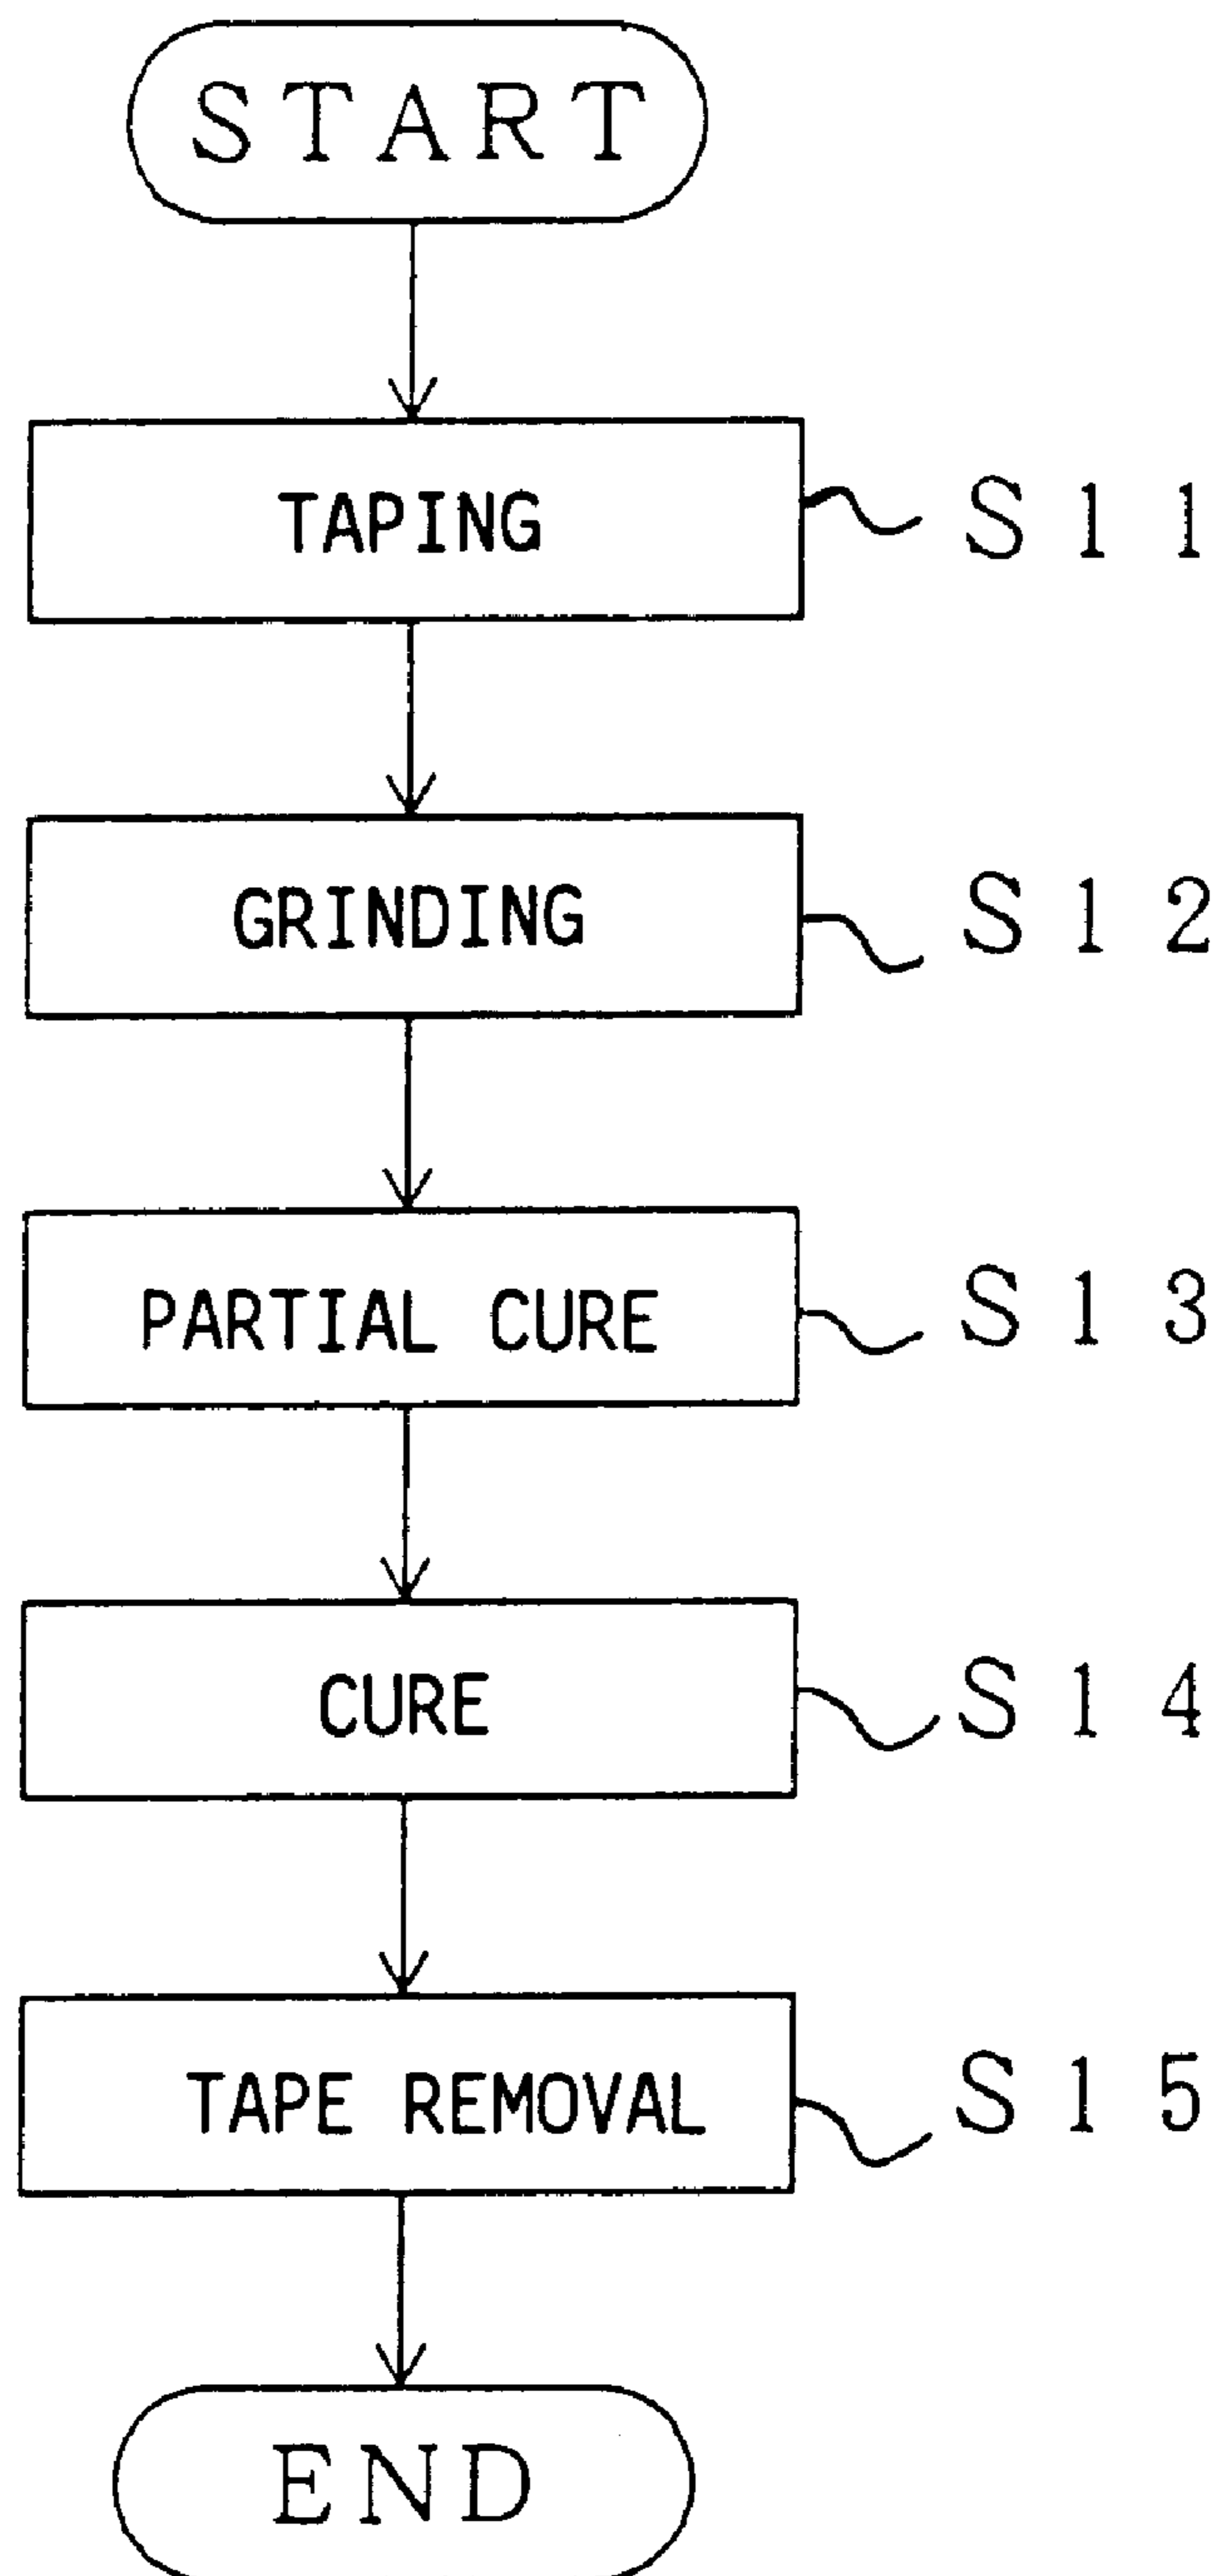 START
TAPING S11
GRINDING S12
PARTIAL CURE S13
CURE S14
TAPE REMOVAL S15
END